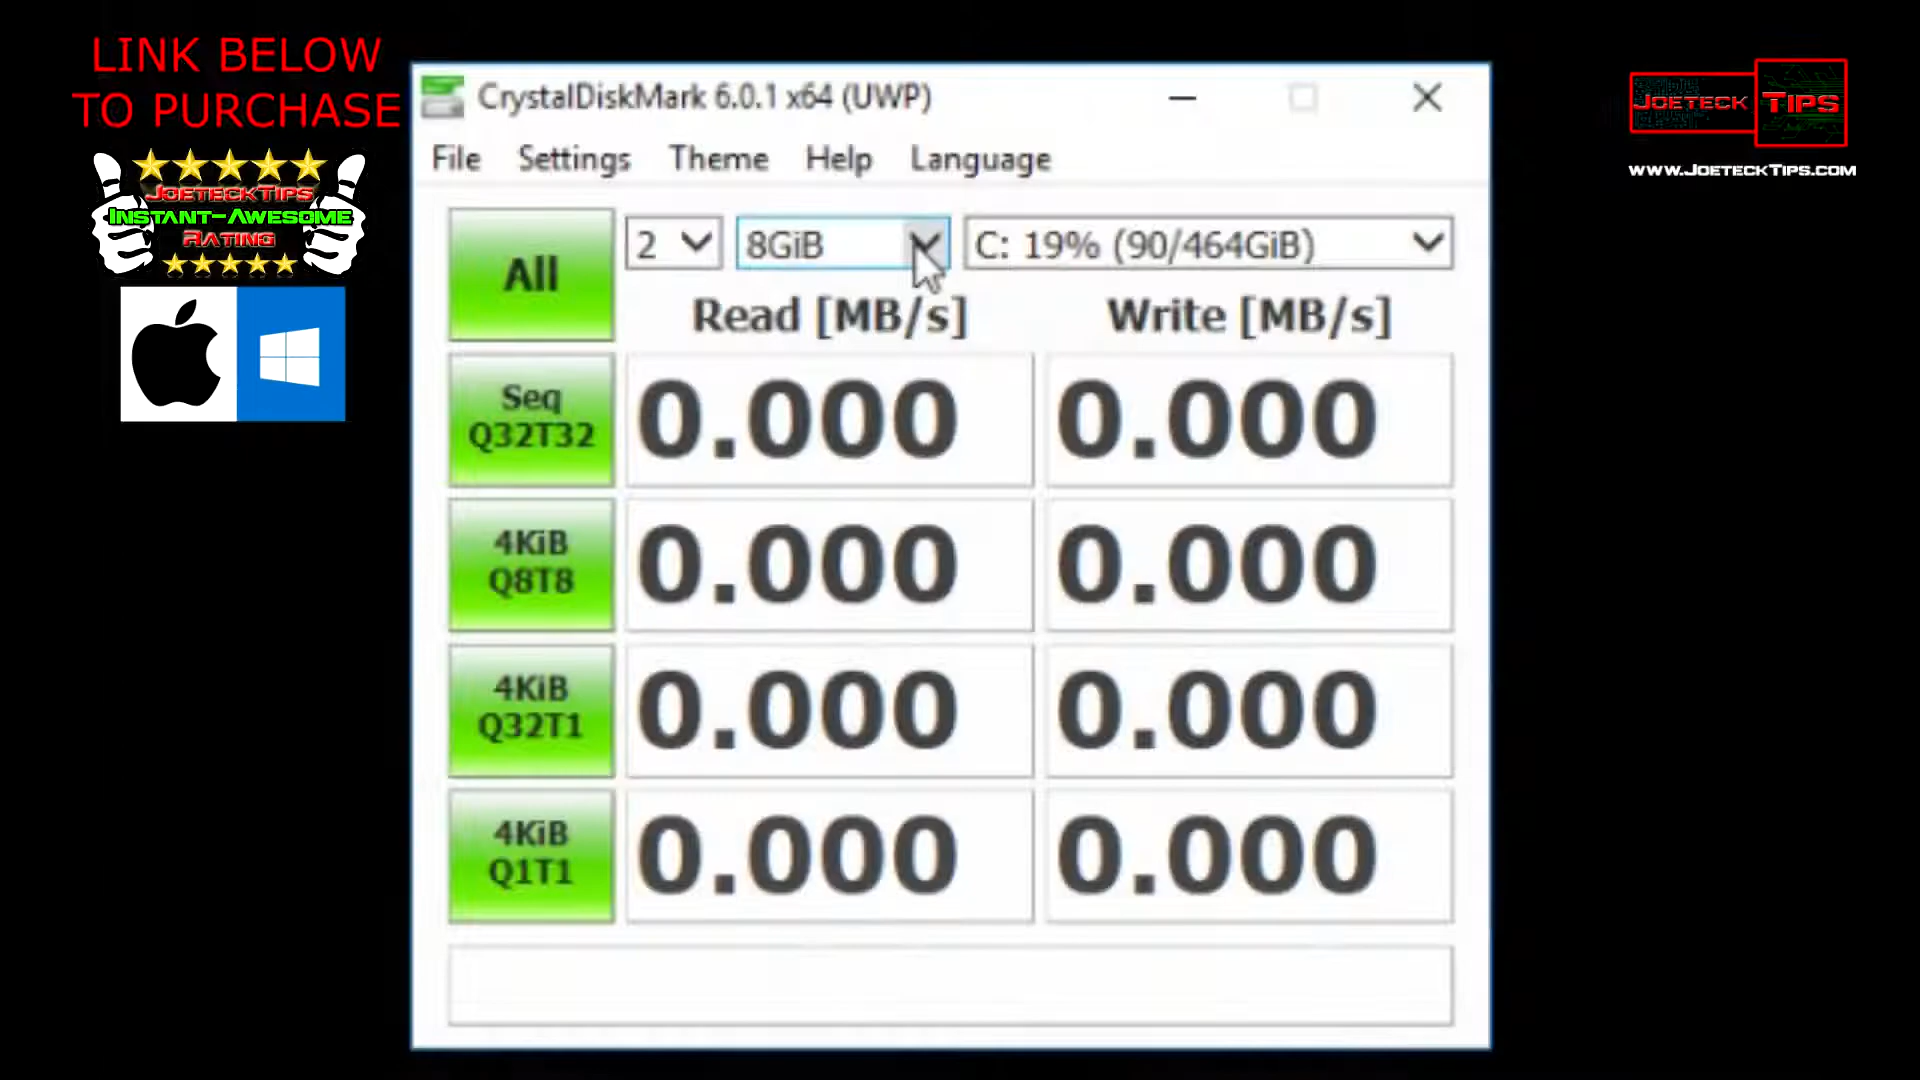 LINK BELOW
TO PURCHASE
JOETECKTIPS
INSTANT-AWESOME
RATING
CrystalDiskMark 6.0.1 x64 (UWP)
File Settings Theme Help Language
All
2
8GiB
C: 19% (90/464GiB)
Read [MB/s]
Write [MB/s]
Seq
Q32T32
0.000
0.000
4KiB
Q8T8
0.000
0.000
4KiB
Q32T1
0.000
0.000
4KiB
Q1T1
0.000
0.000
JOETECK TIPS
WWW.JOETECKTIPS.COM